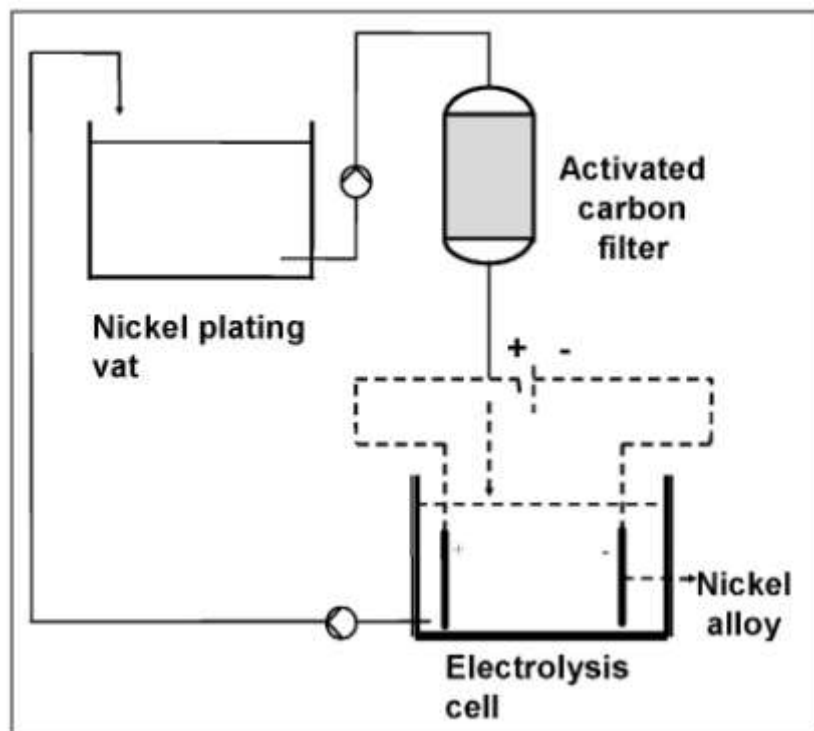 Activated
carbon
filter
Nickel plating
vat
+ -
+ -
Nickel
alloy
Electrolysis
cell